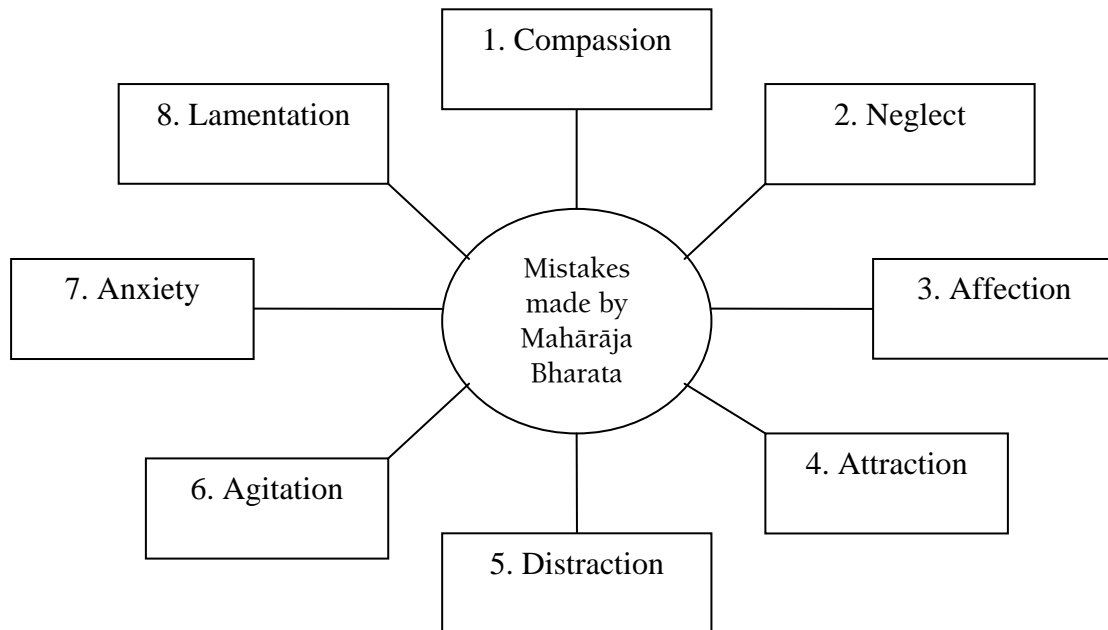 1. Compassion
2. Neglect
3. Affection
4. Attraction
5. Distraction
6. Agitation
7. Anxiety
8. Lamentation
Mistakes
made by
Mahārāja
Bharata